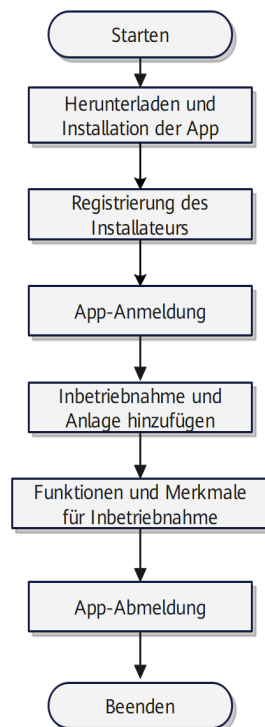 Starten
Herunterladen und
Installation der App
Registrierung des
Installateurs
App-Anmeldung
Inbetriebnahme und
Anlage hinzufügen
Funktionen und Merkmale
für Inbetriebnahme
App-Abmeldung
Beenden